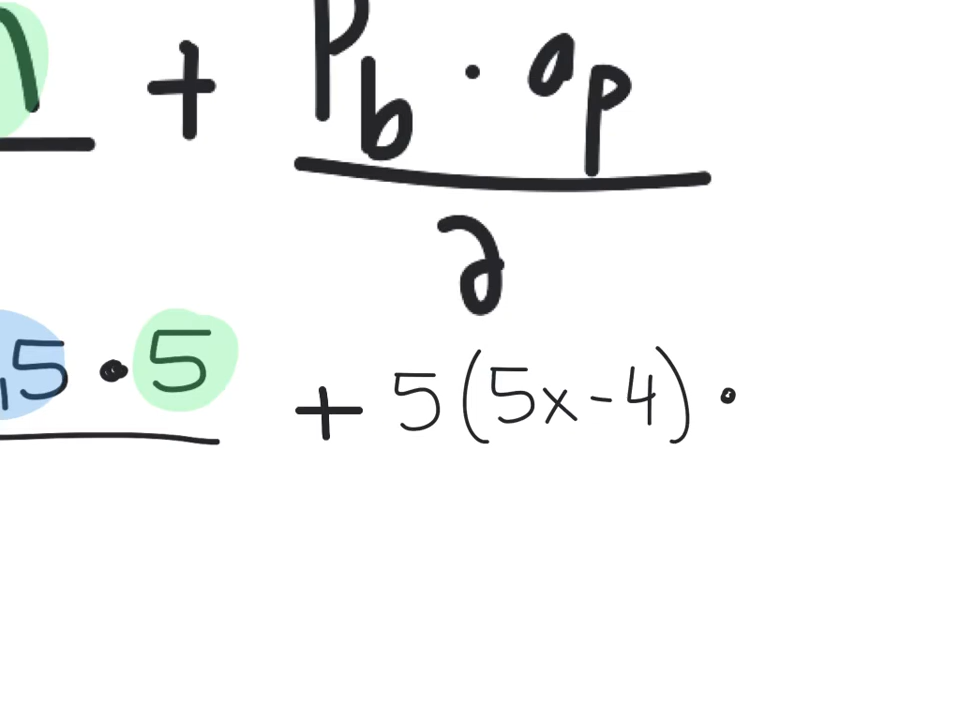 + P_b · a_p
2
,5 · 5 + 5(5x-4) ·